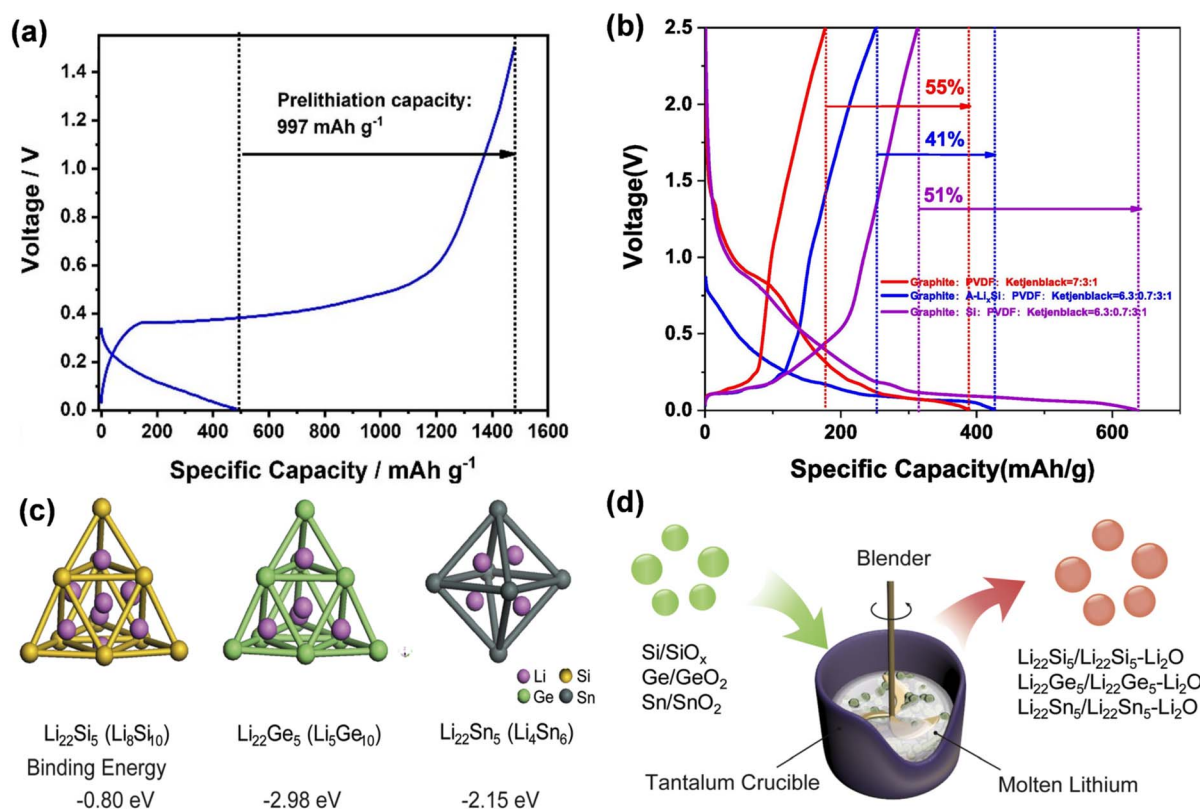 (a)
1.4
1.2
1.0
0.8
0.6
0.4
0.2
0.0
Voltage / V
Prelithiation capacity:
997 mAh g⁻¹
0 200 400 600 800 1000 1200 1400 1600
Specific Capacity / mAh g⁻¹
(b)
2.5
2.0
1.5
1.0
0.5
0.0
Voltage(V)
55%
41%
51%
Graphite: PVDF: Ketjenblack=7:3:1
Graphite: A-LiₓSi: PVDF: Ketjenblack=6.3:0.7:3:1
Graphite: Si: PVDF: Ketjenblack=6.3:0.7:3:1
0 200 400 600
Specific Capacity(mAh/g)
(c)
Li Si
Ge Sn
Li₂₂Si₅ (Li₈Si₁₀) Li₂₂Ge₅ (Li₅Ge₁₀) Li₂₂Sn₅ (Li₄Sn₆)
Binding Energy
-0.80 eV -2.98 eV -2.15 eV
(d)
Blender
Si/SiOₓ
Ge/GeO₂
Sn/SnO₂
Li₂₂Si₅/Li₂₂Si₅-Li₂O
Li₂₂Ge₅/Li₂₂Ge₅-Li₂O
Li₂₂Sn₅/Li₂₂Sn₅-Li₂O
Tantalum Crucible
Molten Lithium